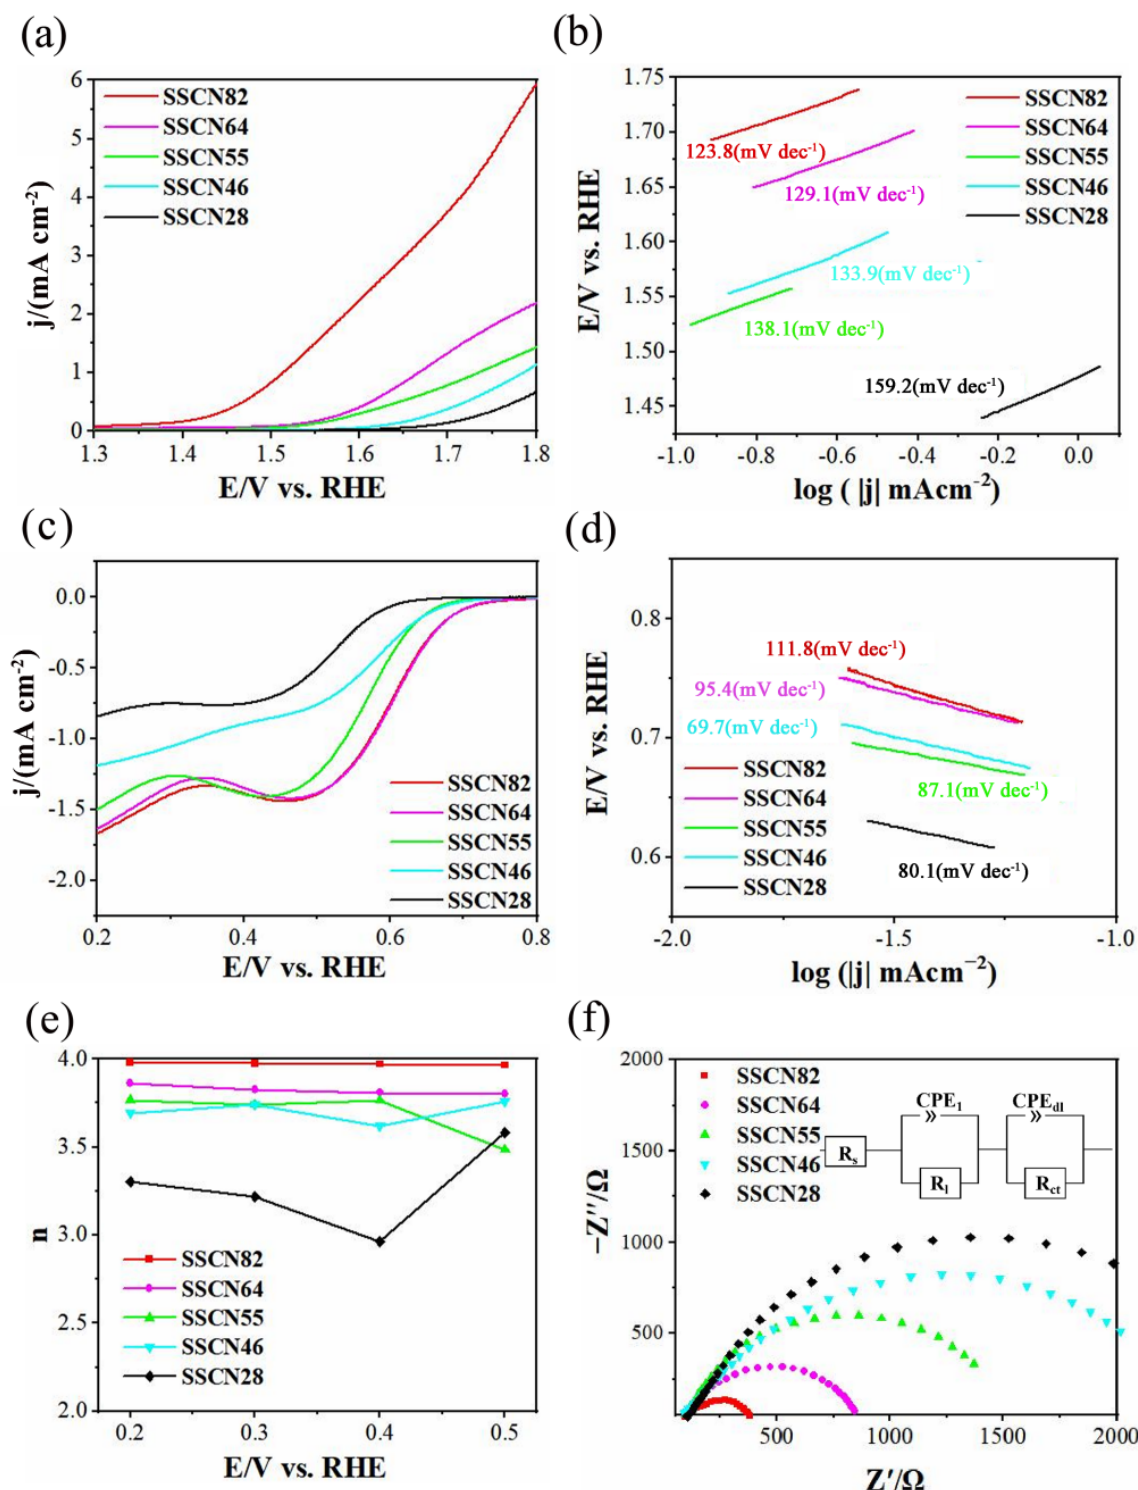 (a)
6
5
4
3
2
1
0
j/(mA cm-2)
SSCN82
SSCN64
SSCN55
SSCN46
SSCN28
1.3 1.4 1.5 1.6 1.7 1.8
E/V vs. RHE
(b)
1.75
1.70
1.65
1.60
1.55
1.50
1.45
E/V vs. RHE
SSCN82
SSCN64
SSCN55
SSCN46
SSCN28
123.8(mV dec-1)
129.1(mV dec-1)
133.9(mV dec-1)
138.1(mV dec-1)
159.2(mV dec-1)
-1.0 -0.8 -0.6 -0.4 -0.2 0.0
log ( |j| mAcm-2)
(c)
0.0
-0.5
-1.0
-1.5
-2.0
j/(mA cm-2)
SSCN82
SSCN64
SSCN55
SSCN46
SSCN28
0.2 0.4 0.6 0.8
E/V vs. RHE
(d)
0.8
0.7
0.6
E/V vs. RHE
111.8(mV dec-1)
95.4(mV dec-1)
69.7(mV dec-1)
87.1(mV dec-1)
80.1(mV dec-1)
SSCN82
SSCN64
SSCN55
SSCN46
SSCN28
-2.0 -1.5 -1.0
log (|j| mAcm−2)
(e)
4.0
3.5
3.0
2.5
2.0
n
SSCN82
SSCN64
SSCN55
SSCN46
SSCN28
0.2 0.3 0.4 0.5
E/V vs. RHE
(f)
2000
1500
1000
500
−Z″/Ω
SSCN82
SSCN64
SSCN55
SSCN46
SSCN28
CPE1 CPEdl
Rs
R1 Rct
500 1000 1500 2000
Z′/Ω